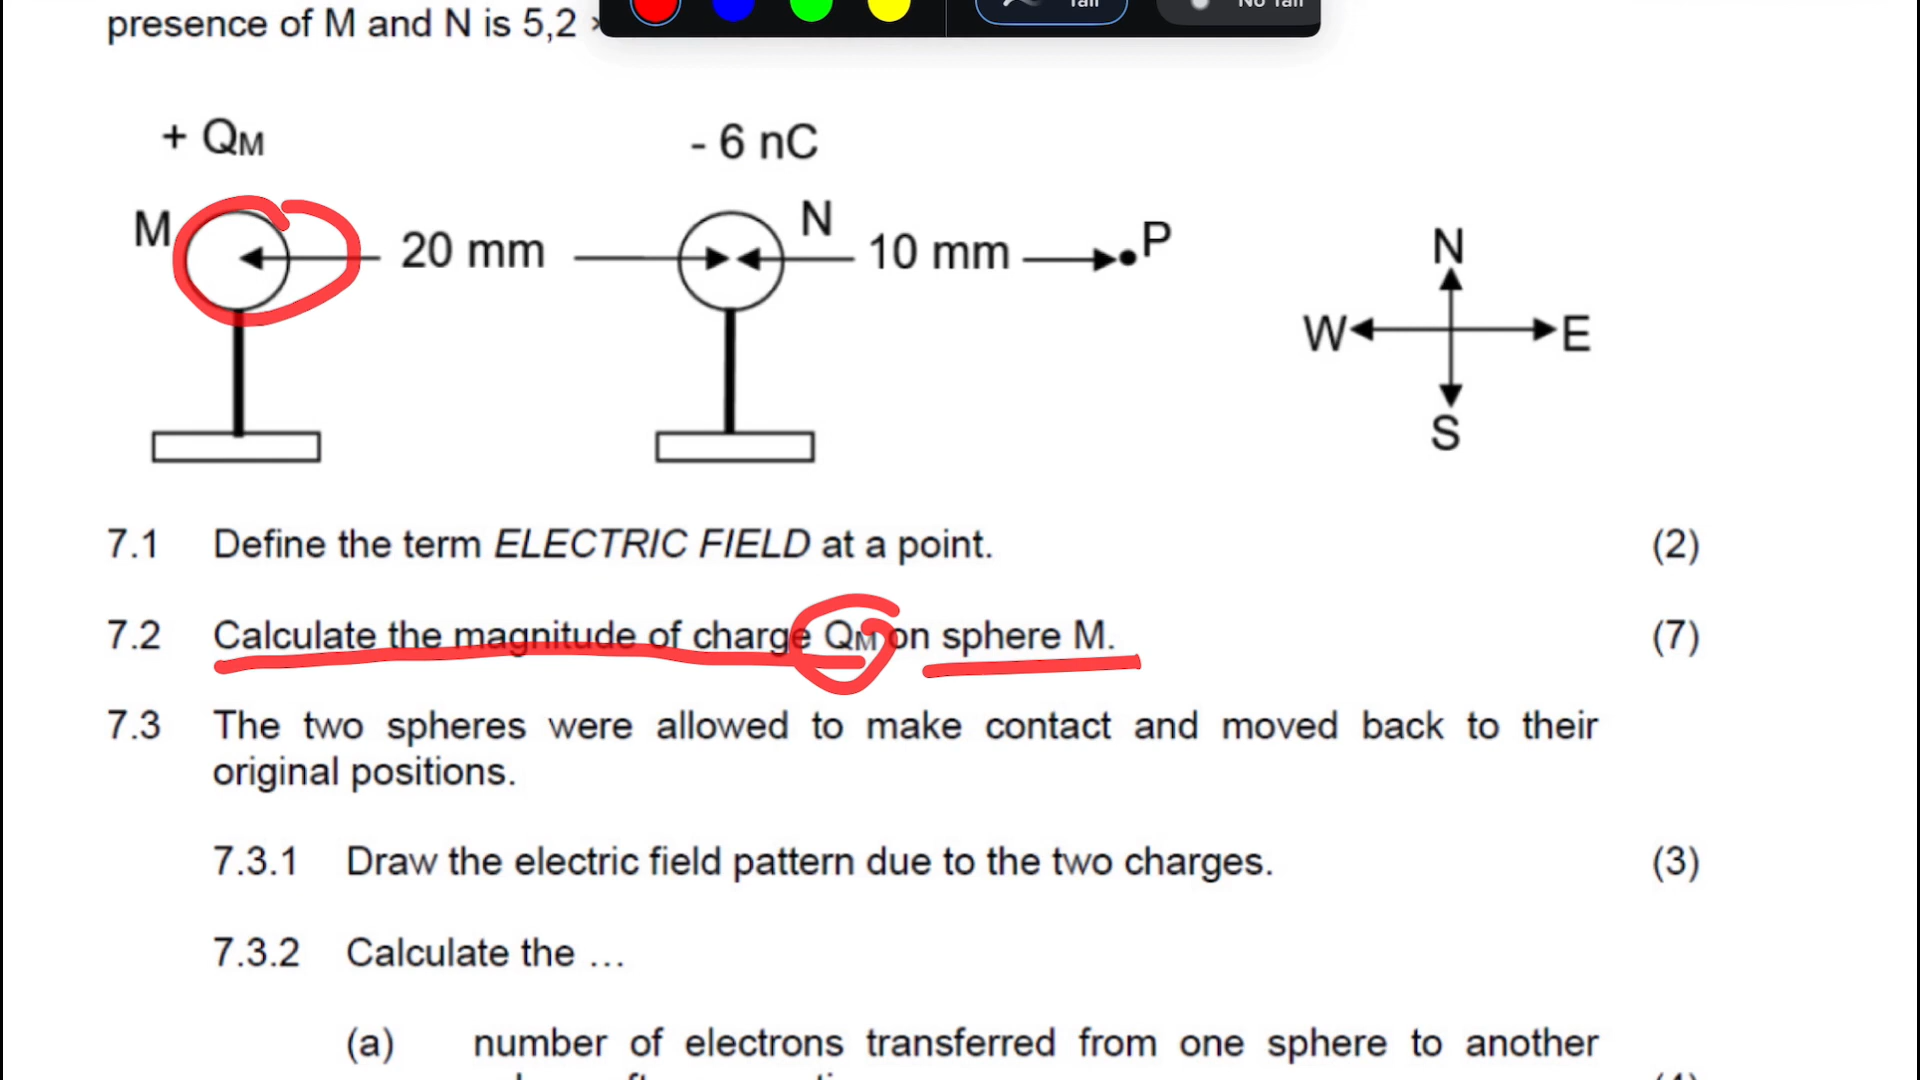 presence of M and N is 5,2
No Tail
+ QM
- 6 nC
M
20 mm
N
10 mm
P
N
W
E
S
7.1 Define the term ELECTRIC FIELD at a point. (2)
7.2 Calculate the magnitude of charge QM on sphere M. (7)
7.3 The two spheres were allowed to make contact and moved back to their
original positions.
7.3.1 Draw the electric field pattern due to the two charges. (3)
7.3.2 Calculate the ...
(a) number of electrons transferred from one sphere to another